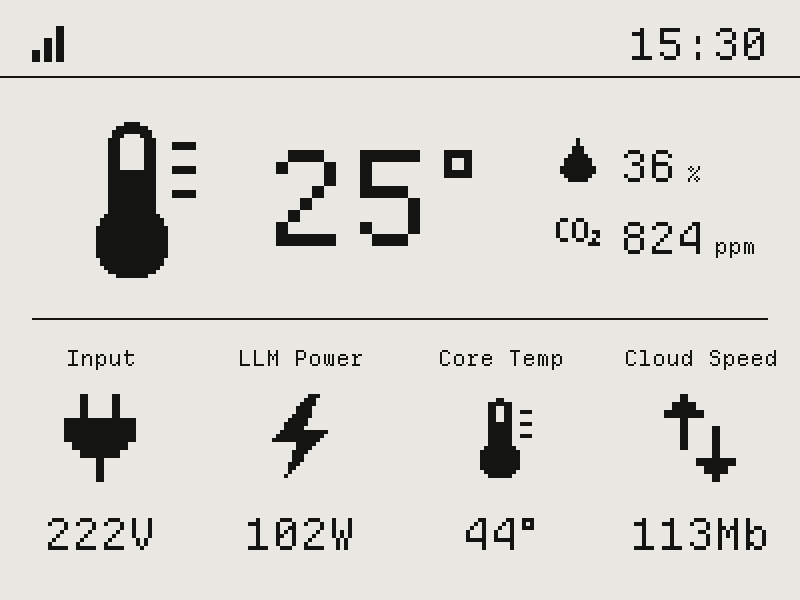 15:30
25°
36 %
CO₂ 824 ppm
Input LLM Power Core Temp Cloud Speed
222V 102W 44° 113Mb